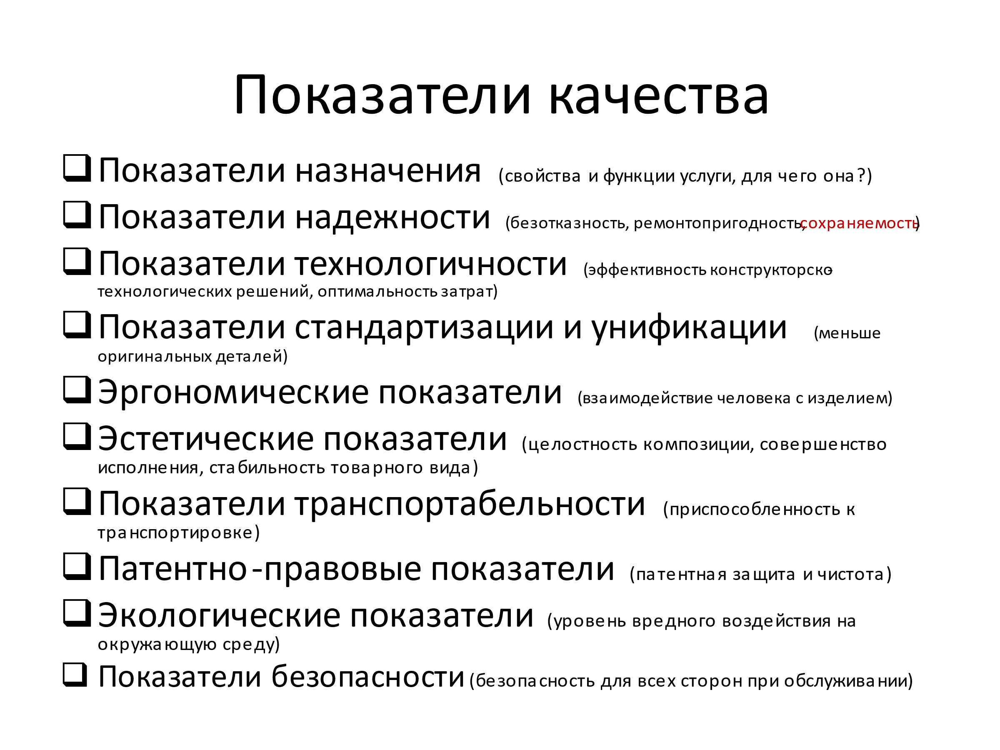 Показатели качества
Показатели назначения (свойства и функции услуги, для чего она?)
Показатели надежности (безотказность, ремонтопригодность, сохраняемость)
Показатели технологичности (эффективность конструкторско-
технологических решений, оптимальность затрат)
Показатели стандартизации и унификации (меньше
оригинальных деталей)
Эргономические показатели (взаимодействие человека с изделием)
Эстетические показатели (целостность композиции, совершенство
исполнения, стабильность товарного вида)
Показатели транспортабельности (приспособленность к
транспортировке)
Патентно-правовые показатели (патентная защита и чистота)
Экологические показатели (уровень вредного воздействия на
окружающую среду)
Показатели безопасности (безопасность для всех сторон при обслуживании)